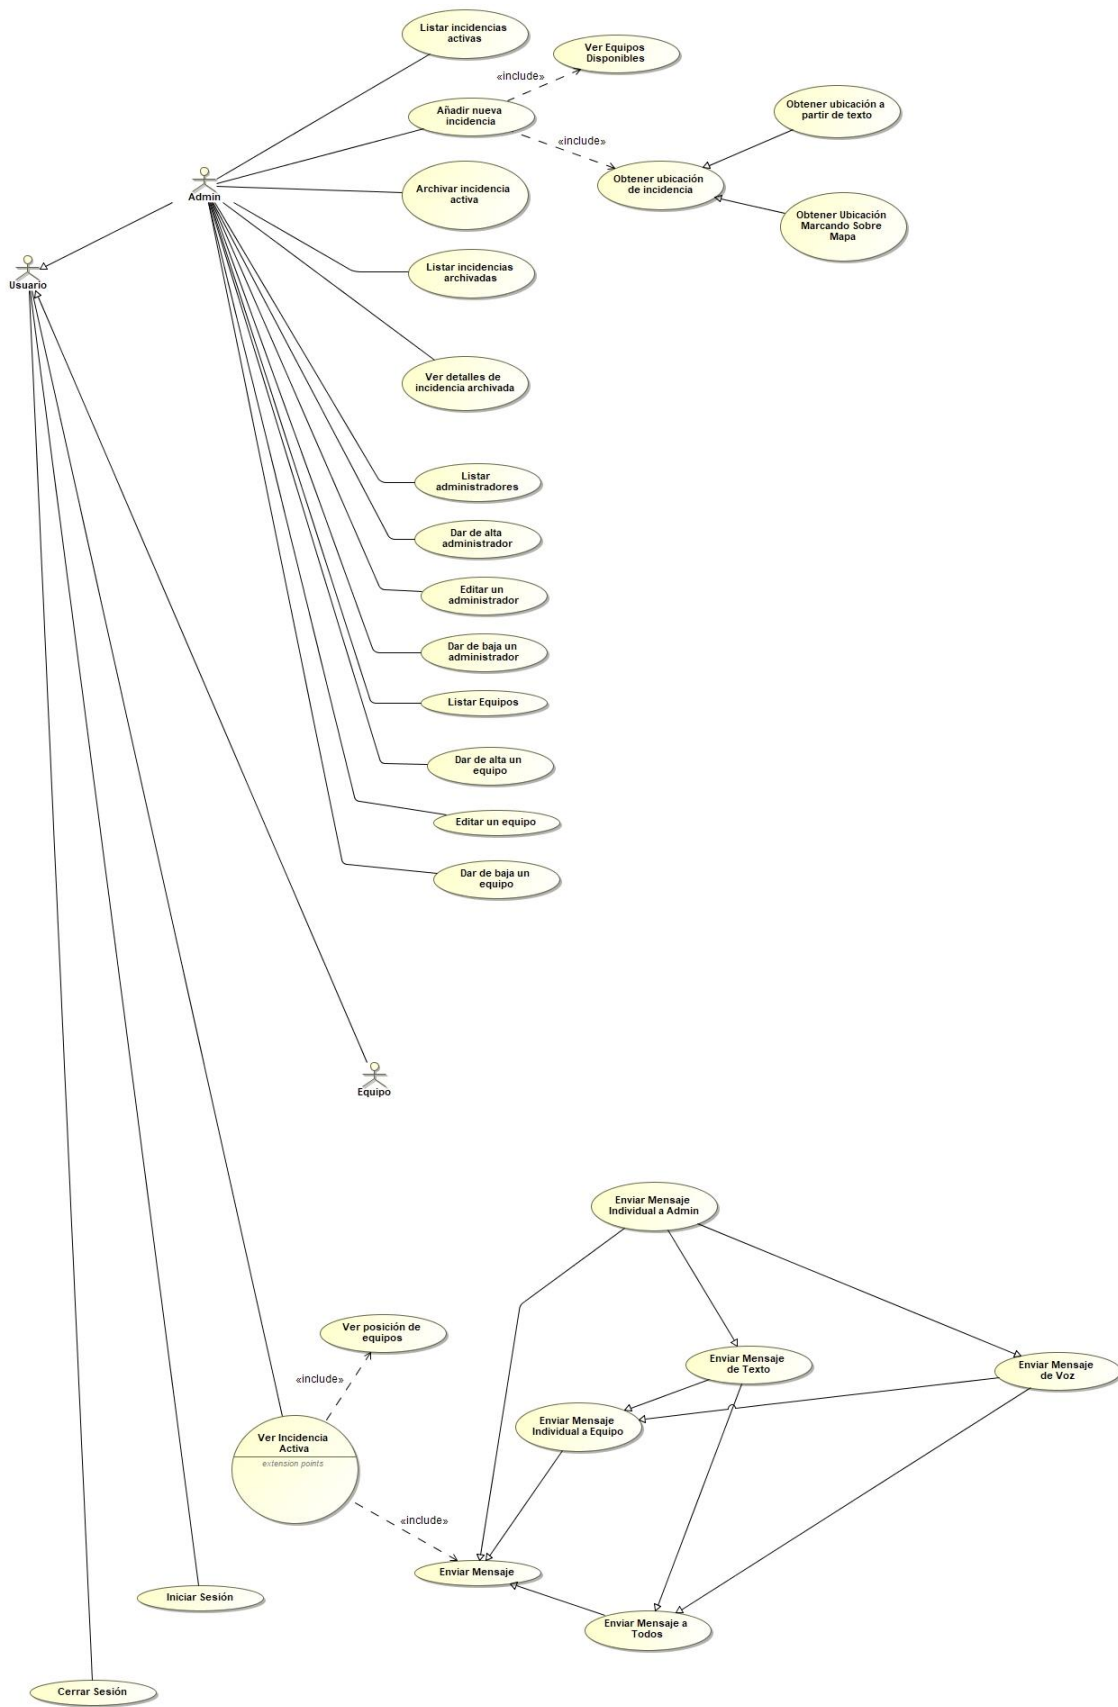 Listar incidencias
activas
Ver Equipos
Disponibles
«include»
Añadir nueva
incidencia
Obtener ubicación a
partir de texto
«include»
Obtener ubicación
de incidencia
Admin
Archivar incidencia
activa
Obtener Ubicación
Marcando Sobre
Mapa
Usuario
Listar incidencias
archivadas
Ver detalles de
incidencia archivada
Listar
administradores
Dar de alta
administrador
Editar un
administrador
Dar de baja un
administrador
Listar Equipos
Dar de alta un
equipo
Editar un equipo
Dar de baja un
equipo
Equipo
Enviar Mensaje
Individual a Admin
Ver posición de
equipos
Enviar Mensaje
de Texto
Enviar Mensaje
de Voz
«include»
Enviar Mensaje
Individual a Equipo
Ver Incidencia
Activa
extension points
«include»
Enviar Mensaje
Iniciar Sesión
Enviar Mensaje a
Todos
Cerrar Sesión